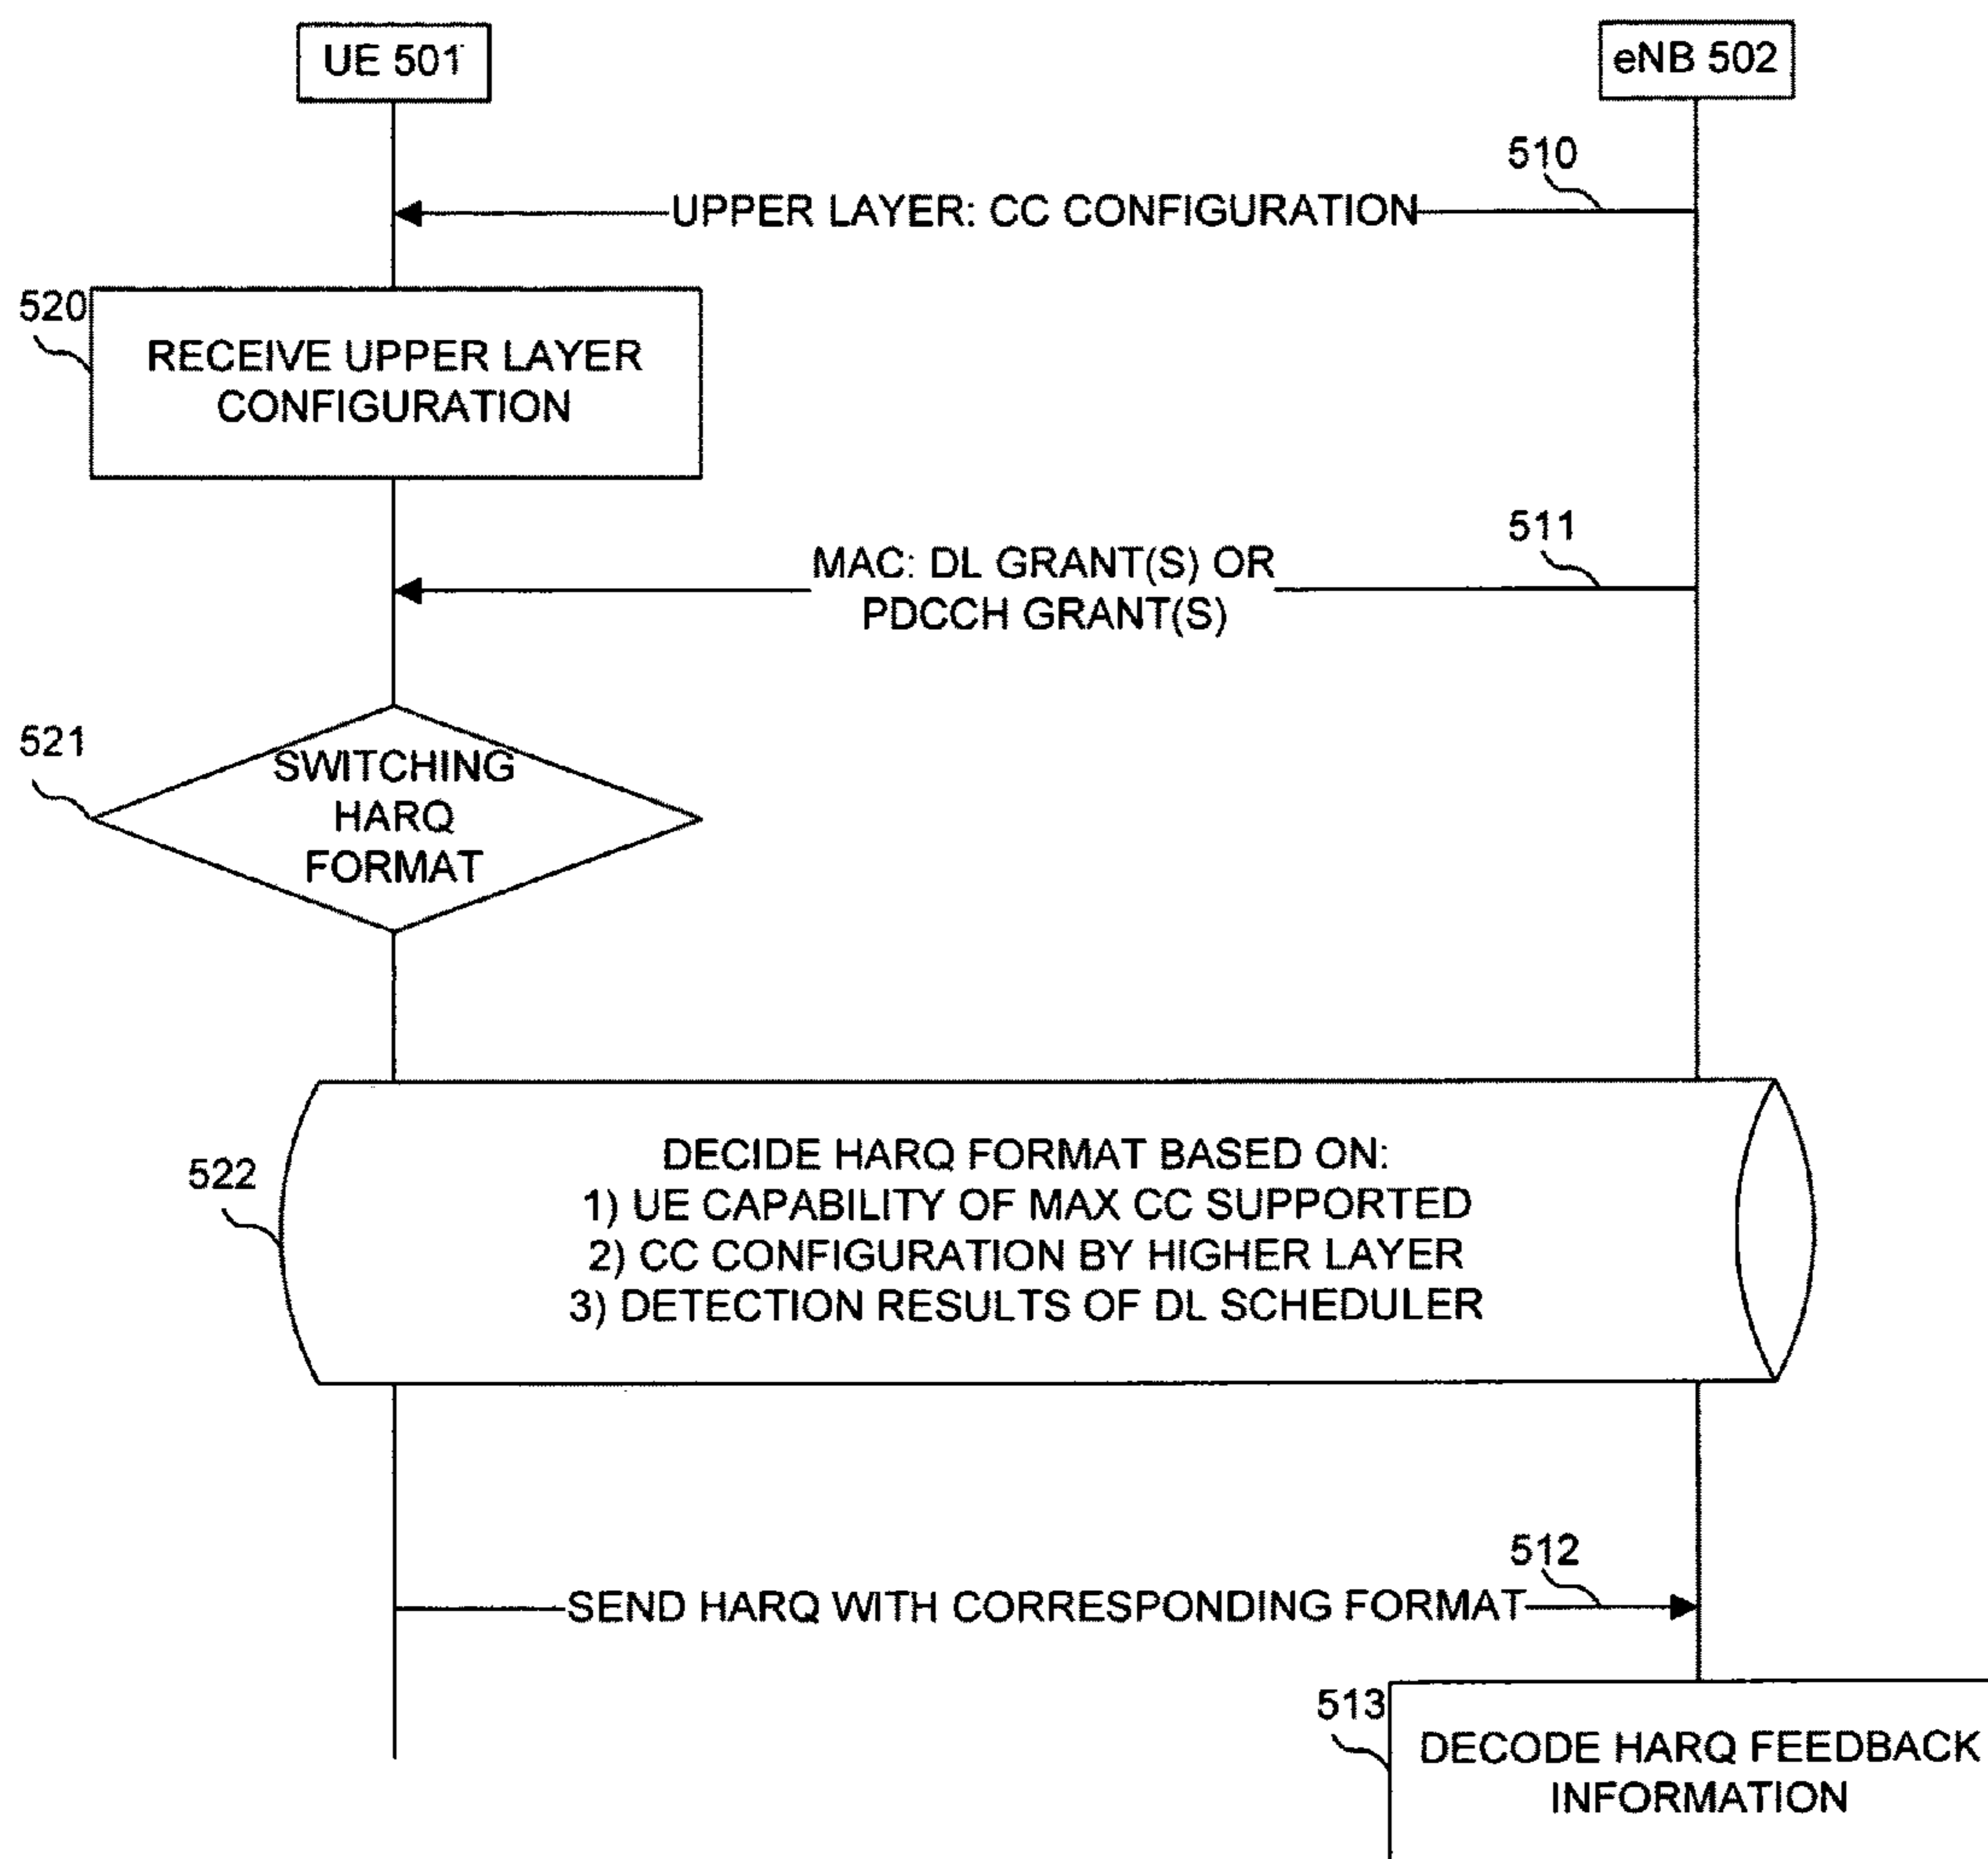 UE 501
eNB 502
510
UPPER LAYER: CC CONFIGURATION
520
RECEIVE UPPER LAYER
CONFIGURATION
511
MAC: DL GRANT(S) OR
PDCCH GRANT(S)
521
SWITCHING
HARQ
FORMAT
522
DECIDE HARQ FORMAT BASED ON:
1) UE CAPABILITY OF MAX CC SUPPORTED
2) CC CONFIGURATION BY HIGHER LAYER
3) DETECTION RESULTS OF DL SCHEDULER
512
SEND HARQ WITH CORRESPONDING FORMAT
513
DECODE HARQ FEEDBACK
INFORMATION